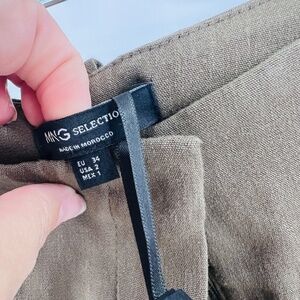 MNG SELECTION
MADE IN MOROCCO
EU 34
USA 2
MEX 1